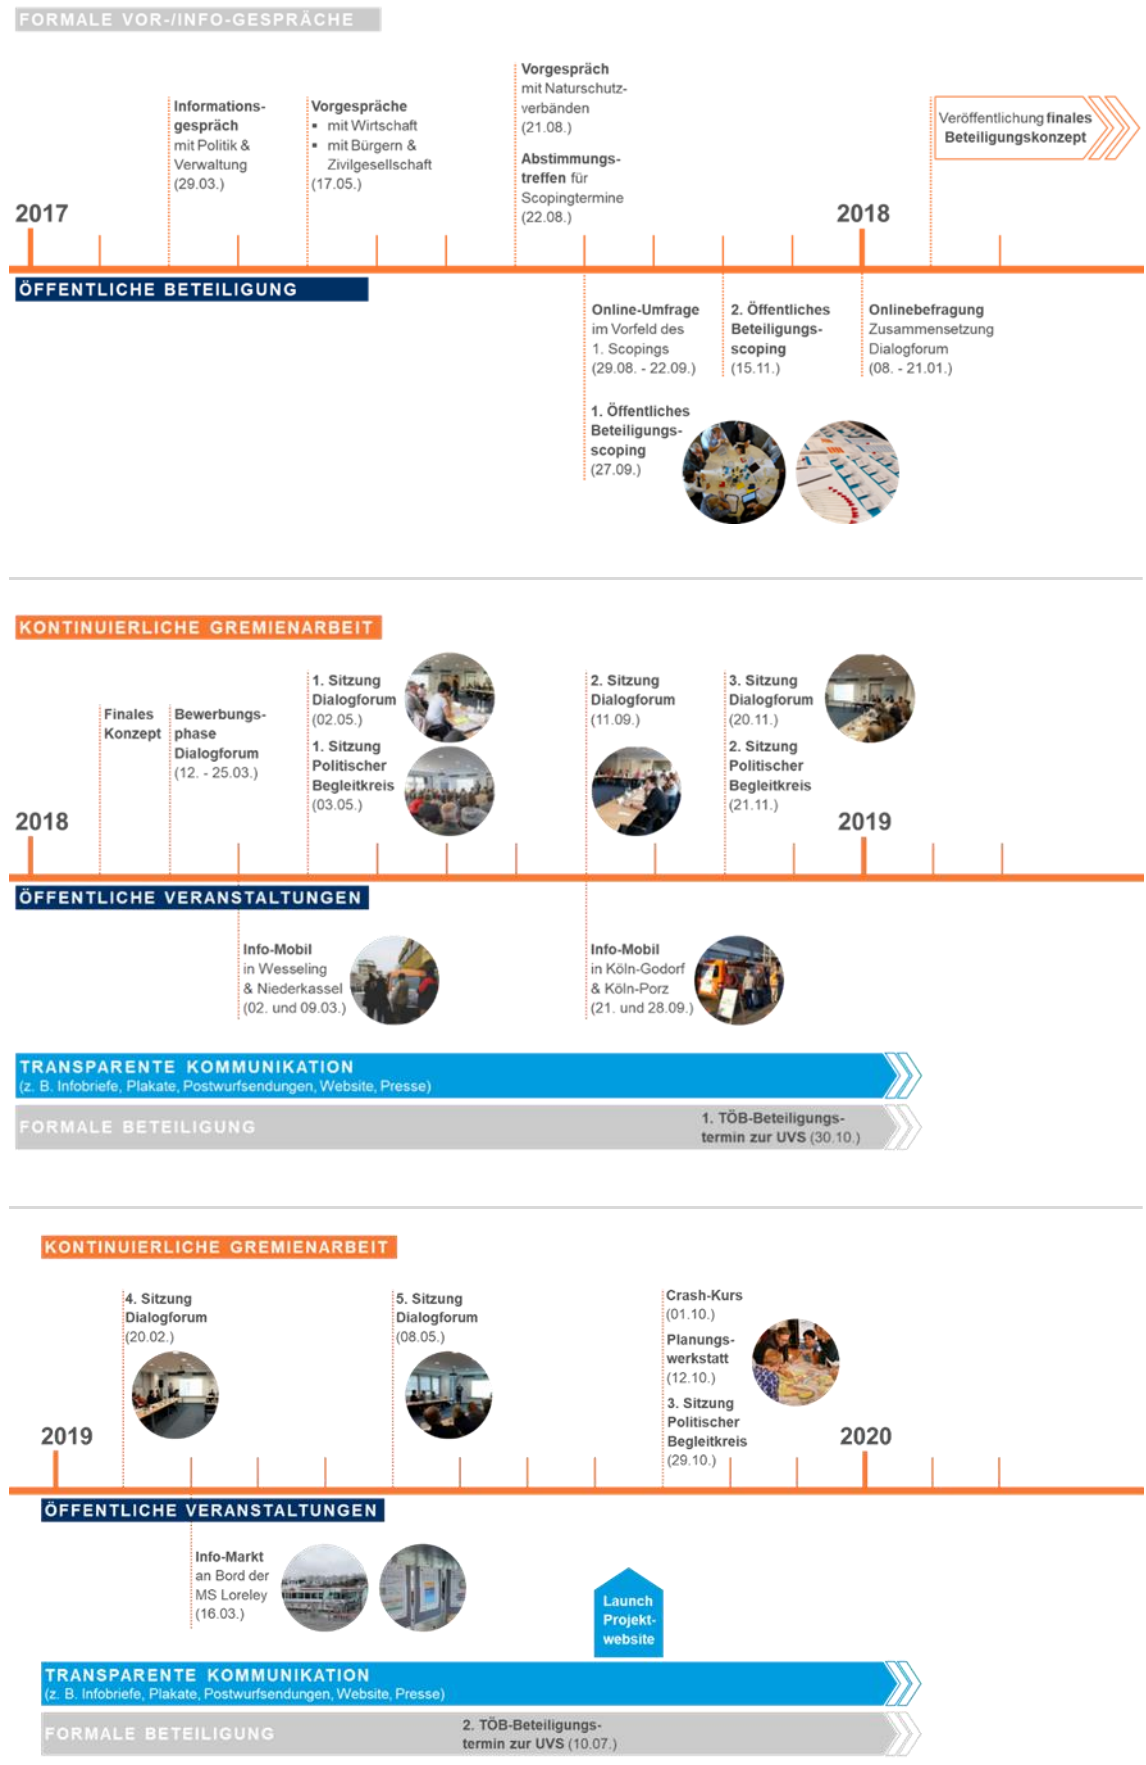 FORMALE VOR-/INFO-GESPRÄCHE
Informations-
gespräch
mit Politik &
Verwaltung
(29.03.)
Vorgespräche
▪ mit Wirtschaft
▪ mit Bürgern &
Zivilgesellschaft
(17.05.)
Vorgespräch
mit Naturschutz-
verbänden
(21.08.)
Abstimmungs-
treffen für
Scopingtermine
(22.08.)
Veröffentlichung finales
Beteiligungskonzept
2017
2018
ÖFFENTLICHE BETEILIGUNG
Online-Umfrage
im Vorfeld des
1. Scopings
(29.08. - 22.09.)
1. Öffentliches
Beteiligungs-
scoping
(27.09.)
2. Öffentliches
Beteiligungs-
scoping
(15.11.)
Onlinebefragung
Zusammensetzung
Dialogforum
(08. - 21.01.)
KONTINUIERLICHE GREMIENARBEIT
Finales
Konzept
Bewerbungs-
phase
Dialogforum
(12. - 25.03.)
1. Sitzung
Dialogforum
(02.05.)
1. Sitzung
Politischer
Begleitkreis
(03.05.)
2. Sitzung
Dialogforum
(11.09.)
3. Sitzung
Dialogforum
(20.11.)
2. Sitzung
Politischer
Begleitkreis
(21.11.)
2018
2019
ÖFFENTLICHE VERANSTALTUNGEN
Info-Mobil
in Wesseling
& Niederkassel
(02. und 09.03.)
Info-Mobil
in Köln-Godorf
& Köln-Porz
(21. und 28.09.)
TRANSPARENTE KOMMUNIKATION
(z. B. Infobriefe, Plakate, Postwurfsendungen, Website, Presse)
FORMALE BETEILIGUNG
1. TÖB-Beteiligungs-
termin zur UVS (30.10.)
KONTINUIERLICHE GREMIENARBEIT
4. Sitzung
Dialogforum
(20.02.)
5. Sitzung
Dialogforum
(08.05.)
Crash-Kurs
(01.10.)
Planungs-
werkstatt
(12.10.)
3. Sitzung
Politischer
Begleitkreis
(29.10.)
2019
2020
ÖFFENTLICHE VERANSTALTUNGEN
Info-Markt
an Bord der
MS Loreley
(16.03.)
Launch
Projekt-
website
TRANSPARENTE KOMMUNIKATION
(z. B. Infobriefe, Plakate, Postwurfsendungen, Website, Presse)
FORMALE BETEILIGUNG
2. TÖB-Beteiligungs-
termin zur UVS (10.07.)